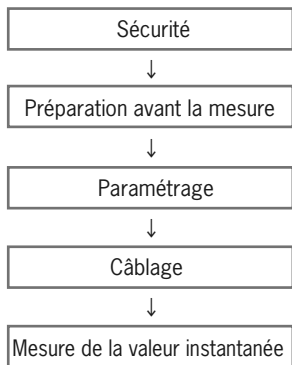 Sécurité
↓
Préparation avant la mesure
↓
Paramétrage
↓
Câblage
↓
Mesure de la valeur instantanée